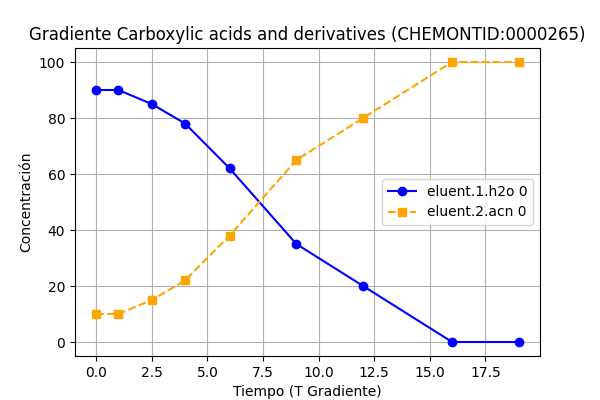 Gradiente Carboxylic acids and derivatives (CHEMONTID:0000265)
100
80
60
40
20
0
Concentración
eluent.1.h2o 0
eluent.2.acn 0
0.0 2.5 5.0 7.5 10.0 12.5 15.0 17.5
Tiempo (T Gradiente)